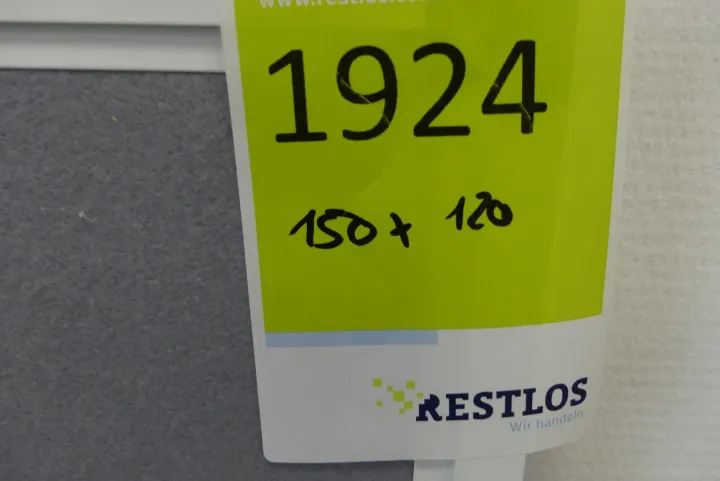 1924
150 x 120
RESTLOS
Wir handeln.